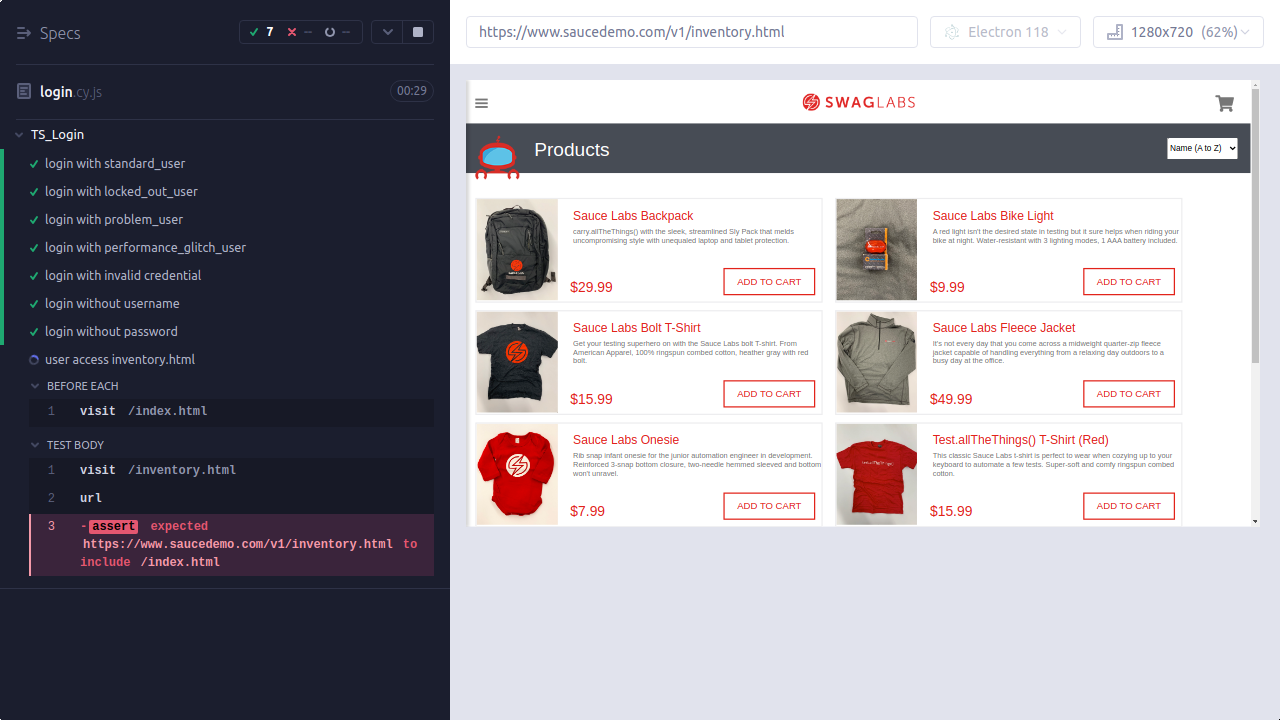 Specs
7
--
--
login.cy.js
00:29
TS_Login
login with standard_user
login with locked_out_user
login with problem_user
login with performance_glitch_user
login with invalid credential
login without username
login without password
user access inventory.html
BEFORE EACH
1 visit /index.html
TEST BODY
1 visit /inventory.html
2 url
3 -assert expected
https://www.saucedemo.com/v1/inventory.html to
include /index.html
https://www.saucedemo.com/v1/inventory.html
Electron 118
1280x720 (62%)
SWAGLABS
Products
Name (A to Z)
Sauce Labs Backpack
carry.allTheThings() with the sleek, streamlined Sly Pack that melds
uncompromising style with unequaled laptop and tablet protection.
$29.99
ADD TO CART
Sauce Labs Bike Light
A red light isn't the desired state in testing but it sure helps when riding your
bike at night. Water-resistant with 3 lighting modes, 1 AAA battery included.
$9.99
ADD TO CART
Sauce Labs Bolt T-Shirt
Get your testing superhero on with the Sauce Labs bolt T-shirt. From
American Apparel, 100% ringspun combed cotton, heather gray with red
bolt.
$15.99
ADD TO CART
Sauce Labs Fleece Jacket
It's not every day that you come across a midweight quarter-zip fleece
jacket capable of handling everything from a relaxing day outdoors to a
busy day at the office.
$49.99
ADD TO CART
Sauce Labs Onesie
Rib snap infant onesie for the junior automation engineer in development.
Reinforced 3-snap bottom closure, two-needle hemmed sleeved and bottom
won't unravel.
$7.99
ADD TO CART
Test.allTheThings() T-Shirt (Red)
This classic Sauce Labs t-shirt is perfect to wear when cozying up to your
keyboard to automate a few tests. Super-soft and comfy ringspun combed
cotton.
$15.99
ADD TO CART